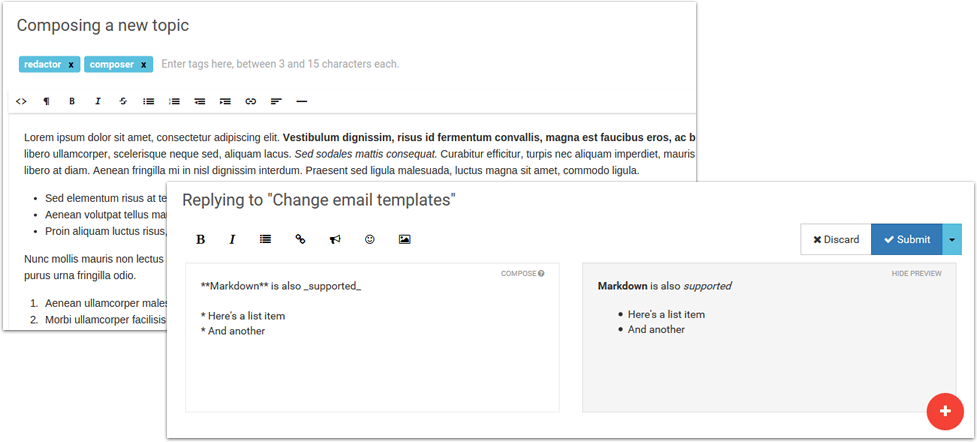 Composing a new topic
redactor x composer x Enter tags here, between 3 and 15 characters each.
Lorem ipsum dolor sit amet, consectetur adipiscing elit. Vestibulum dignissim, risus id fermentum convallis, magna est faucibus eros, ac b
libero ullamcorper, scelerisque neque sed, aliquam lacus. Sed sodales mattis consequat. Curabitur efficitur, turpis nec aliquam imperdiet, mauris
libero at diam. Aenean fringilla mi in nisl dignissim interdum. Praesent sed ligula malesuada, luctus magna sit amet, commodo ligula.
• Sed elementum risus at te
• Aenean volutpat tellus ma
• Proin aliquam luctus risus,
Nunc mollis mauris non lectus
purus urna fringilla odio.
1. Aenean ullamcorper males
2. Morbi ullamcorper facilisis
Replying to "Change email templates"
B I
Discard Submit
COMPOSE ?
**Markdown** is also _supported_
* Here's a list item
* And another
HIDE PREVIEW
Markdown is also supported
• Here's a list item
• And another